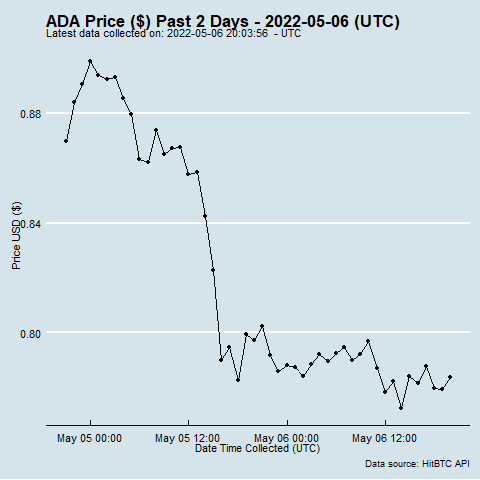 ADA Price ($) Past 2 Days - 2022-05-06 (UTC)
Latest data collected on: 2022-05-06 20:03:56 - UTC
0.88
0.84
0.80
Price USD ($)
May 05 00:00 May 05 12:00 May 06 00:00 May 06 12:00
Date Time Collected (UTC)
Data source: HitBTC API